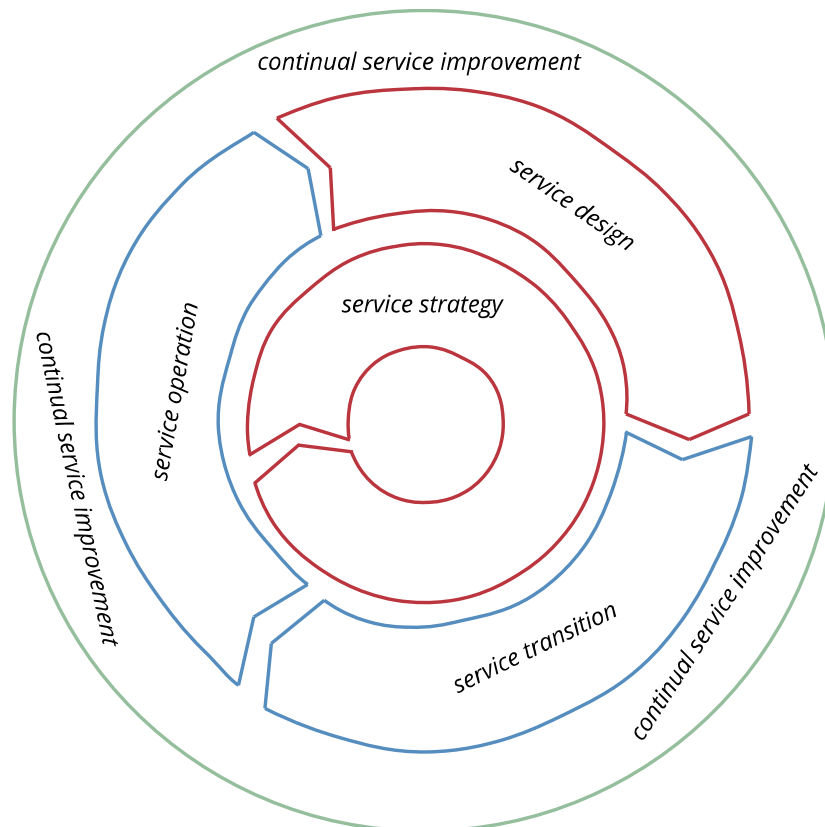 continual service improvement
service design
service strategy
service operation
continual service improvement
service transition
continual service improvement